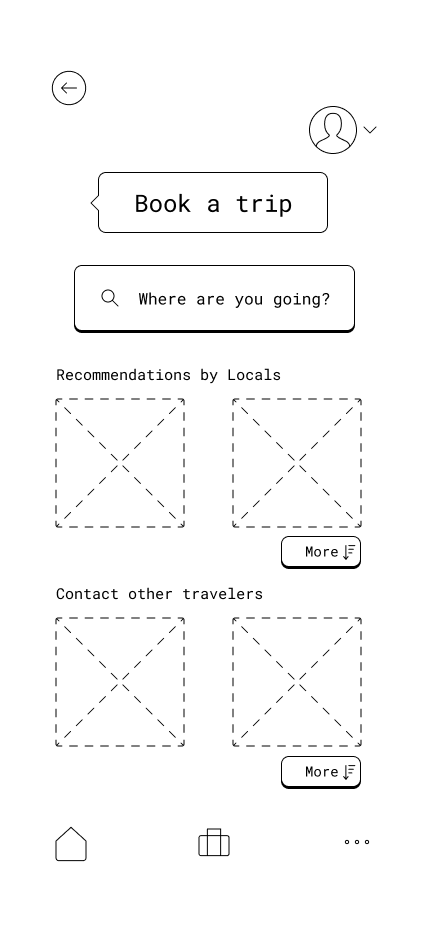 Book a trip
Where are you going?
Recommendations by Locals
More
Contact other travelers
More